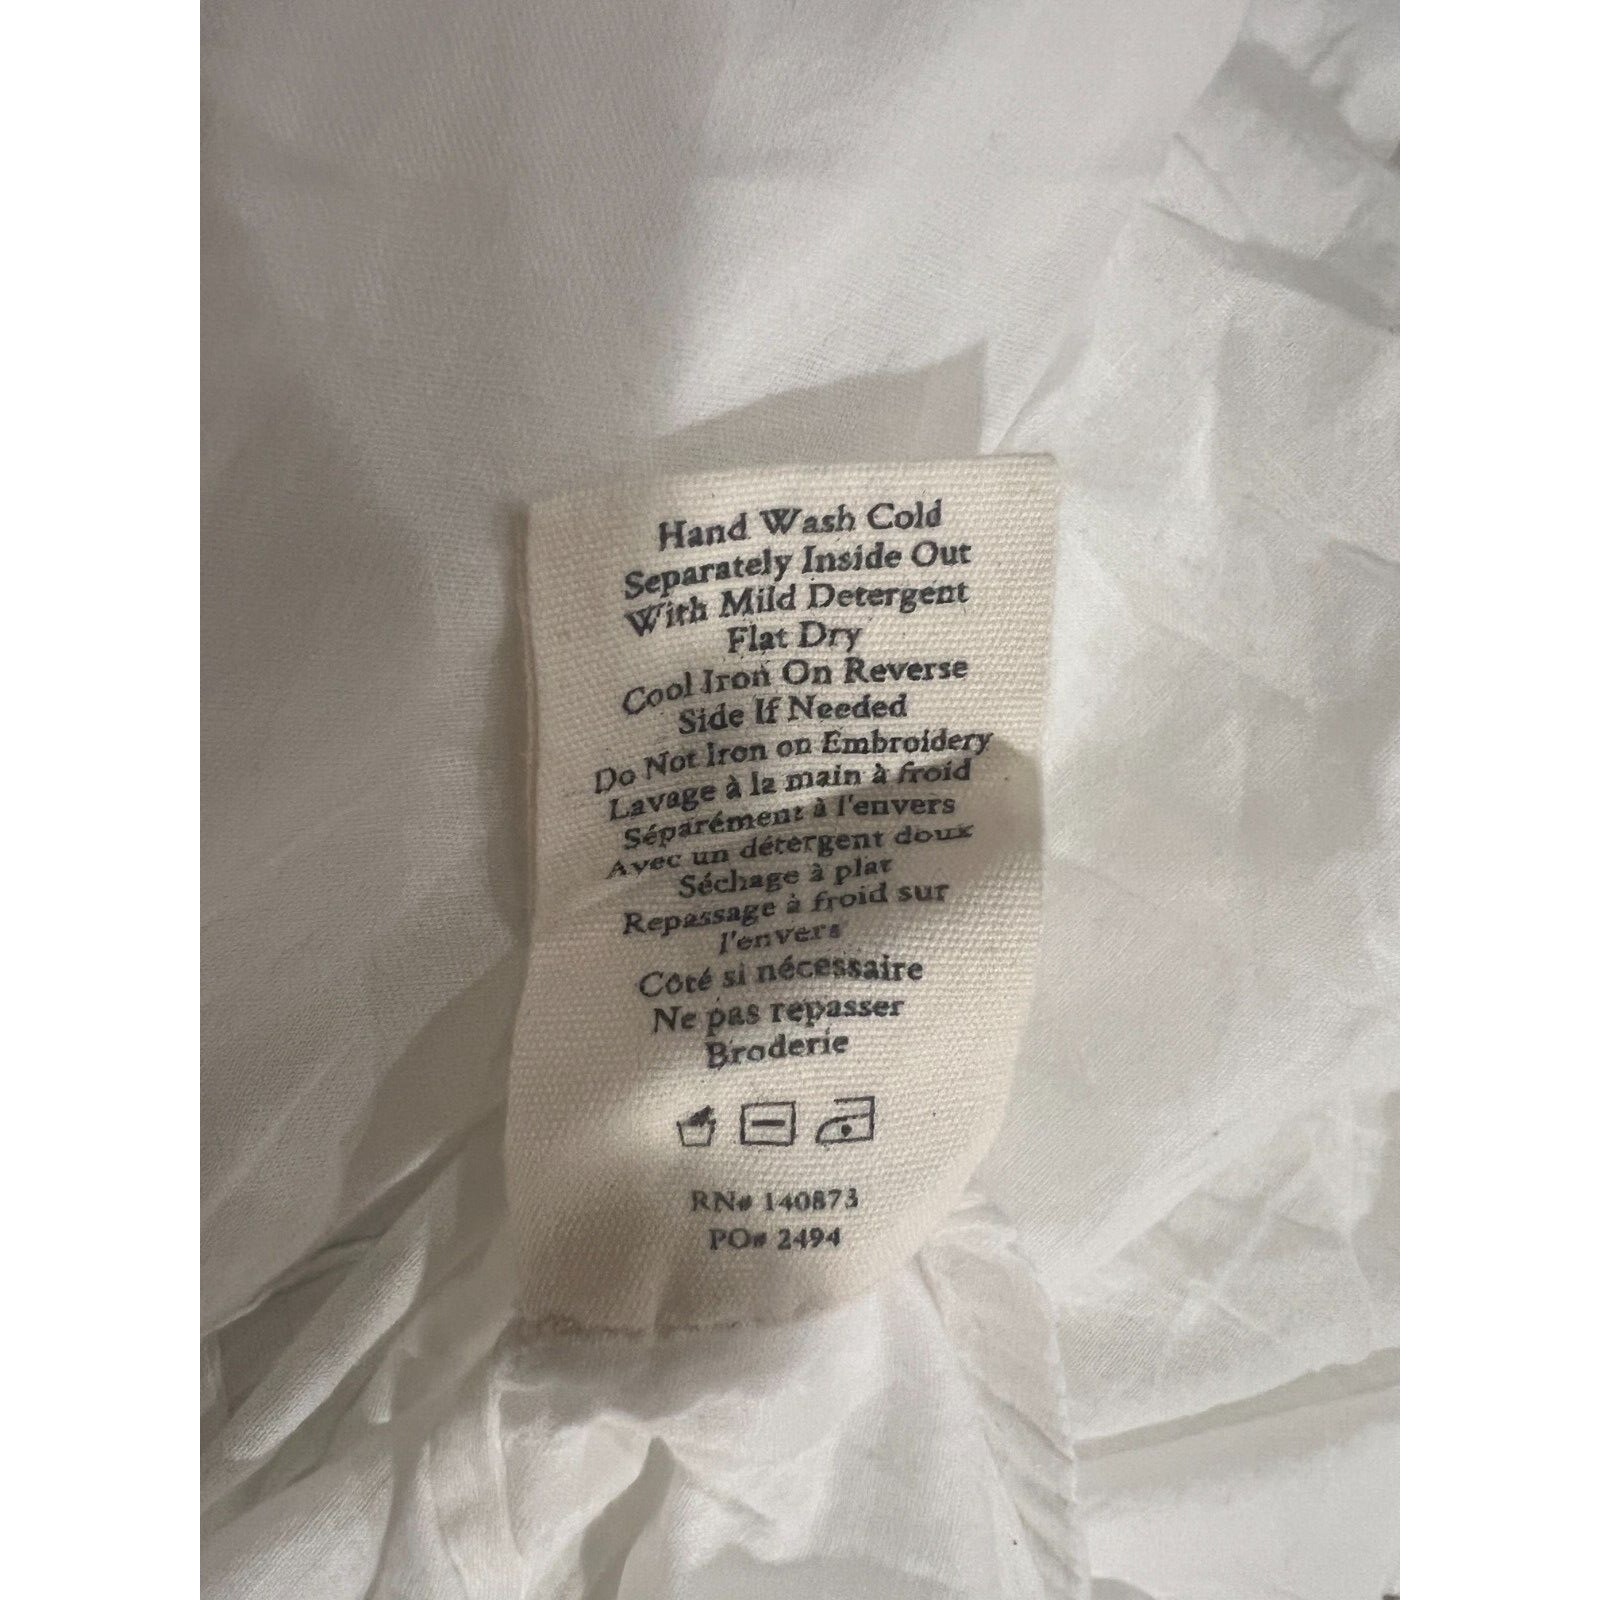 Hand Wash Cold
Separately Inside Out
With Mild Detergent
Flat Dry
Cool Iron On Reverse
Side If Needed
Do Not Iron on Embroidery
Lavage à la main à froid
Séparément à l'envers
Avec un détergent doux
Séchage à plat
Repassage à froid sur
l'envers
Côté si nécessaire
Ne pas repasser
Broderie
RN# 140873
PO# 2494